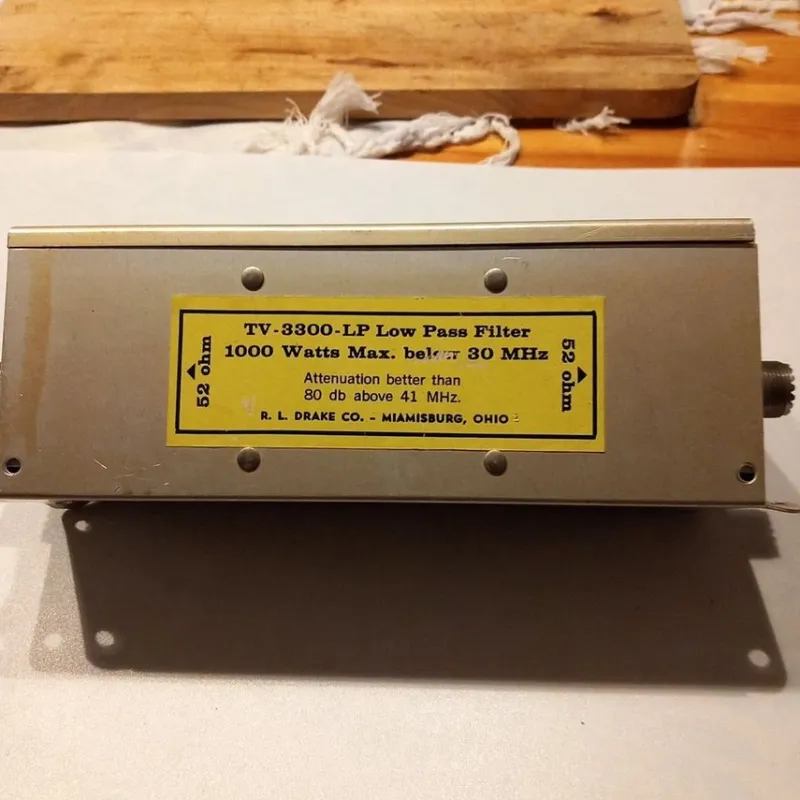 TV-3300-LP Low Pass Filter
1000 Watts Max. below 30 MHz
Attenuation better than
80 db above 41 MHz.
R. L. DRAKE CO. - MIAMISBURG, OHIO
52 ohm
52 ohm